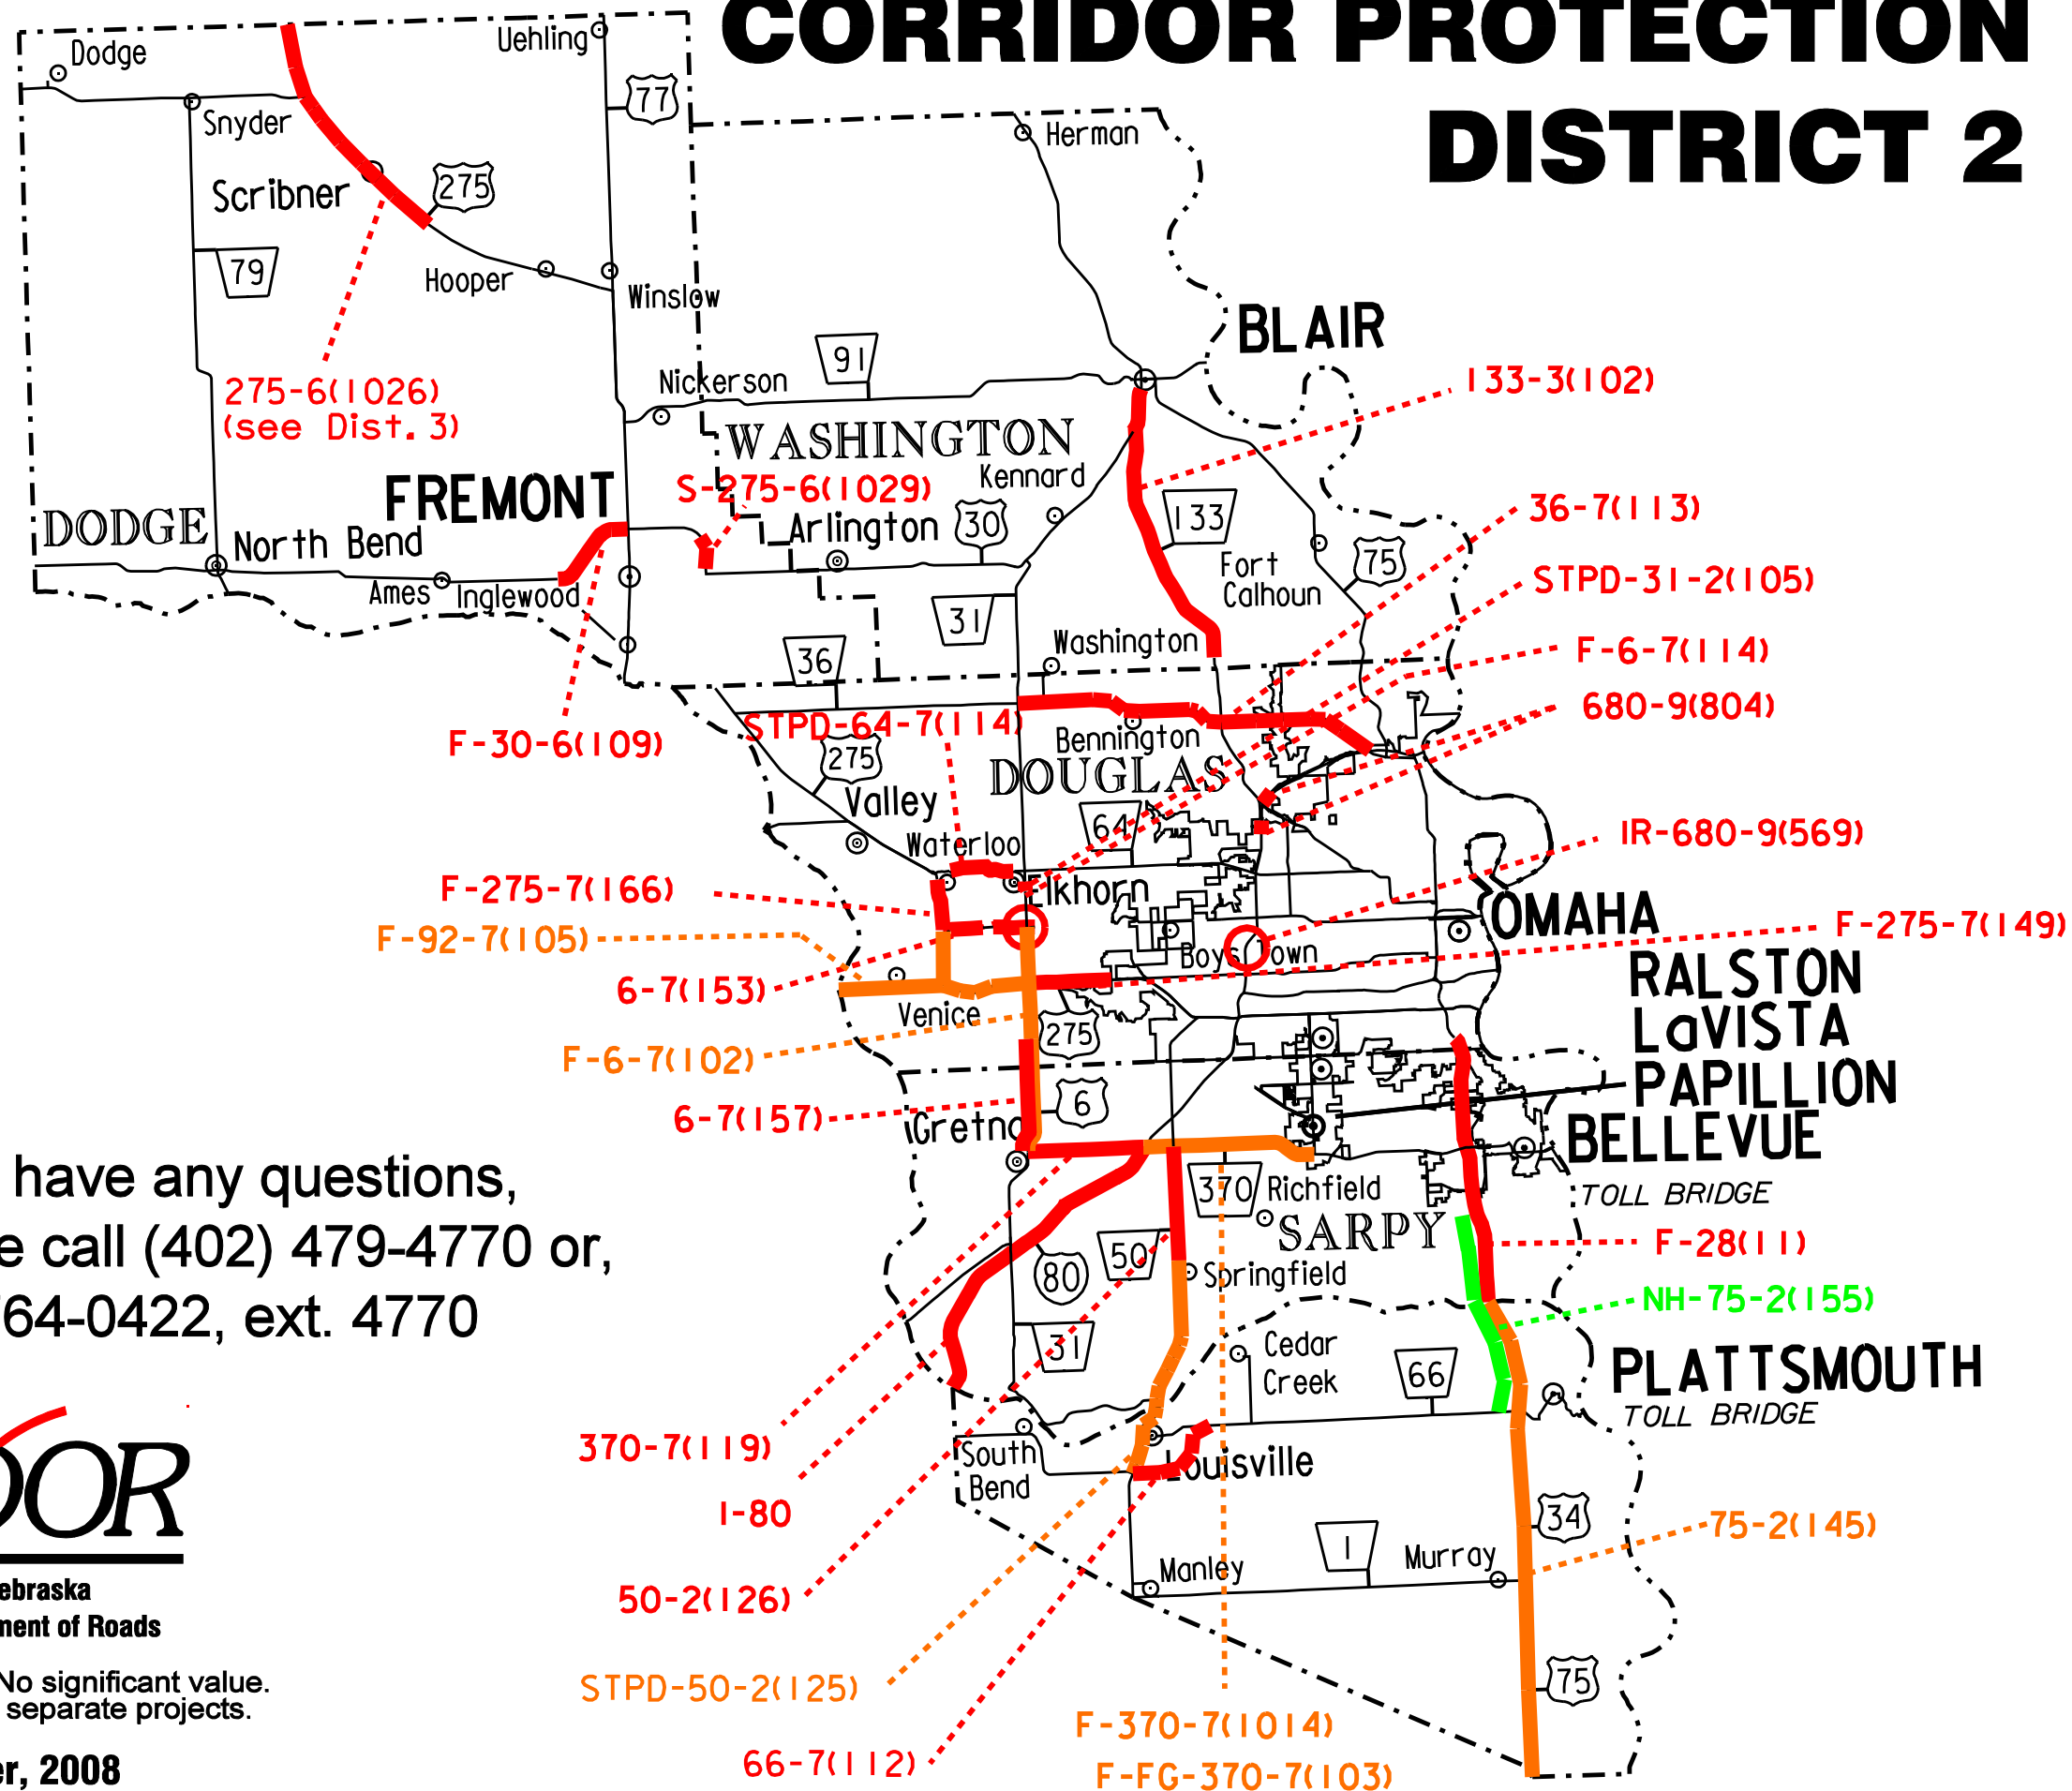 CORRIDOR PROTECTION
DISTRICT 2
Dodge
Uehling
77
Snyder
Herman
Scribner
275
79
Hooper
Winslow
BLAIR
91
Nickerson
133-3(102)
275-6(1026)
(see Dist. 3)
WASHINGTON
Kennard
S-275-6(1029)
FREMONT
36-7(113)
DODGE
North Bend
Arlington
30
133
Fort
Calhoun
75
STPD-31-2(105)
Ames
Inglewood
31
Washington
F-6-7(114)
36
680-9(804)
STPD-64-7(114)
F-30-6(109)
Bennington
275
DOUGLAS
Valley
64
Waterloo
IR-680-9(569)
F-275-7(166)
Elkhorn
OMAHA
F-275-7(149)
F-92-7(105)
Boys Town
RALSTON
6-7(153)
Venice
LaVISTA
275
F-6-7(102)
PAPILLION
6
6-7(157)
Gretna
BELLEVUE
have any questions,
370
Richfield
TOLL BRIDGE
SARPY
e call (402) 479-4770 or,
50
F-28(11)
80
Springfield
NH-75-2(155)
64-0422, ext. 4770
31
Cedar
Creek
66
PLATTSMOUTH
TOLL BRIDGE
370-7(119)
South
Bend
Louisville
I-80
OR
34
75-2(145)
1
Murray
Manley
ebraska
50-2(126)
ment of Roads
No significant value.
STPD-50-2(125)
75
separate projects.
F-370-7(1014)
66-7(112)
F-FG-370-7(103)
er, 2008